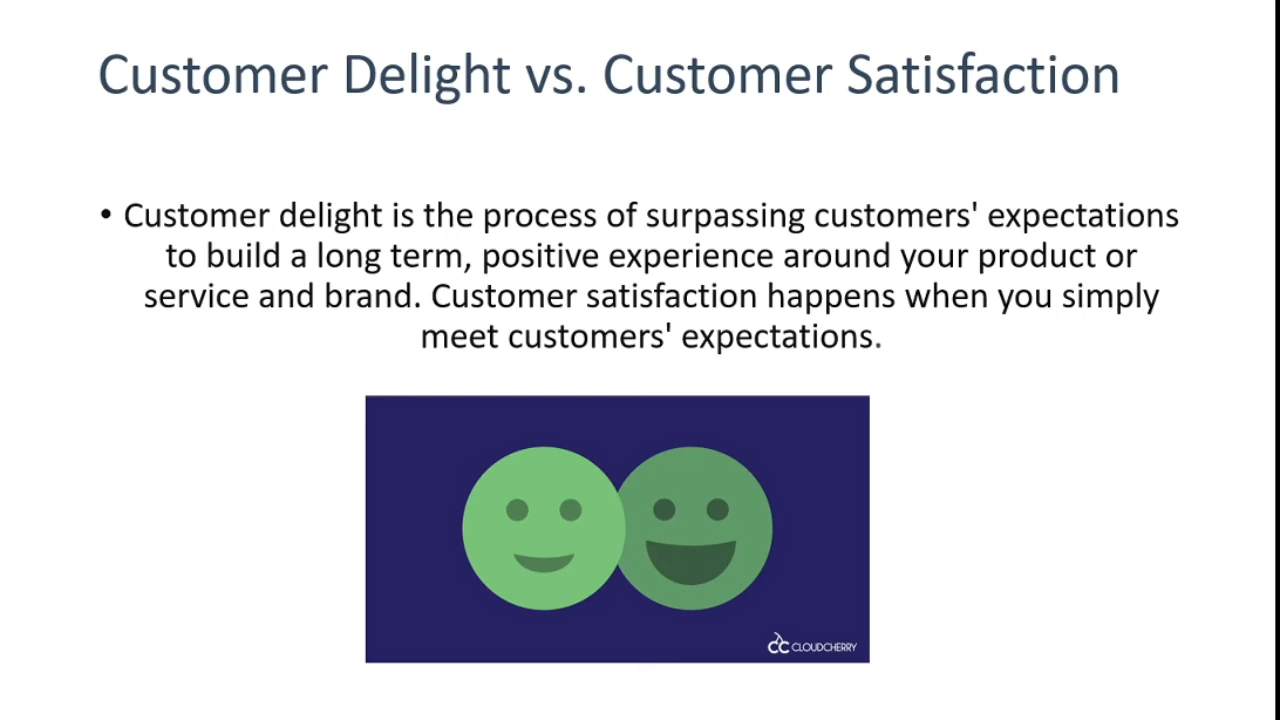 Customer Delight vs. Customer Satisfaction
• Customer delight is the process of surpassing customers' expectations
to build a long term, positive experience around your product or
service and brand. Customer satisfaction happens when you simply
meet customers' expectations.
CC CLOUDCHERRY